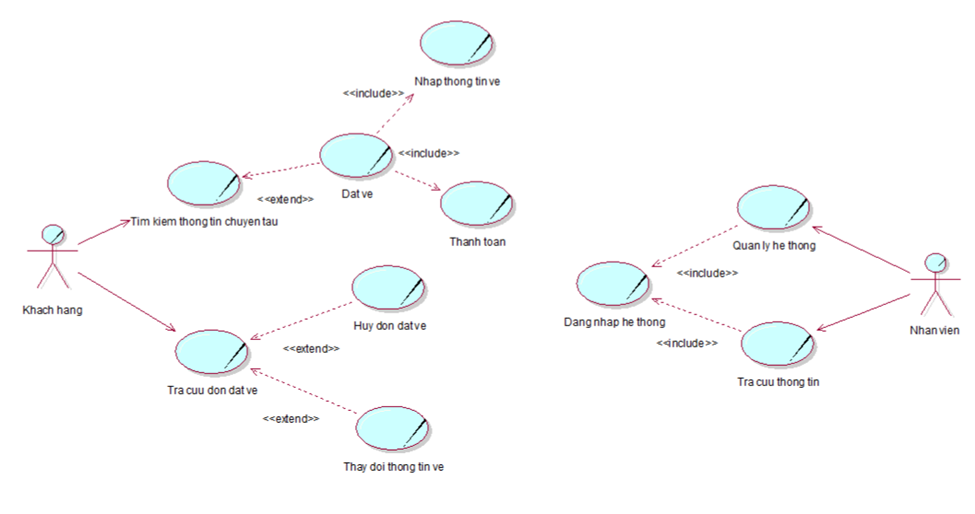 Nhap thong tin ve
<<include>>
<<include>>
Dat ve
<<extend>>
Tim kiem thong tin chuyen tau
Thanh toan
Quan ly he thong
<<include>>
Khach hang
Huy don dat ve
Dang nhap he thong
Nhan vien
<<extend>>
<<include>>
Tra cuu don dat ve
Tra cuu thong tin
<<extend>>
Thay doi thong tin ve